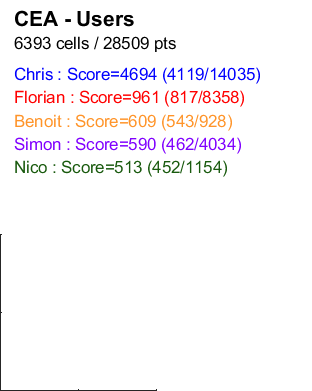 CEA - Users
6393 cells / 28509 pts
Chris : Score=4694 (4119/14035)
Florian : Score=961 (817/8358)
Benoit : Score=609 (543/928)
Simon : Score=590 (462/4034)
Nico : Score=513 (452/1154)